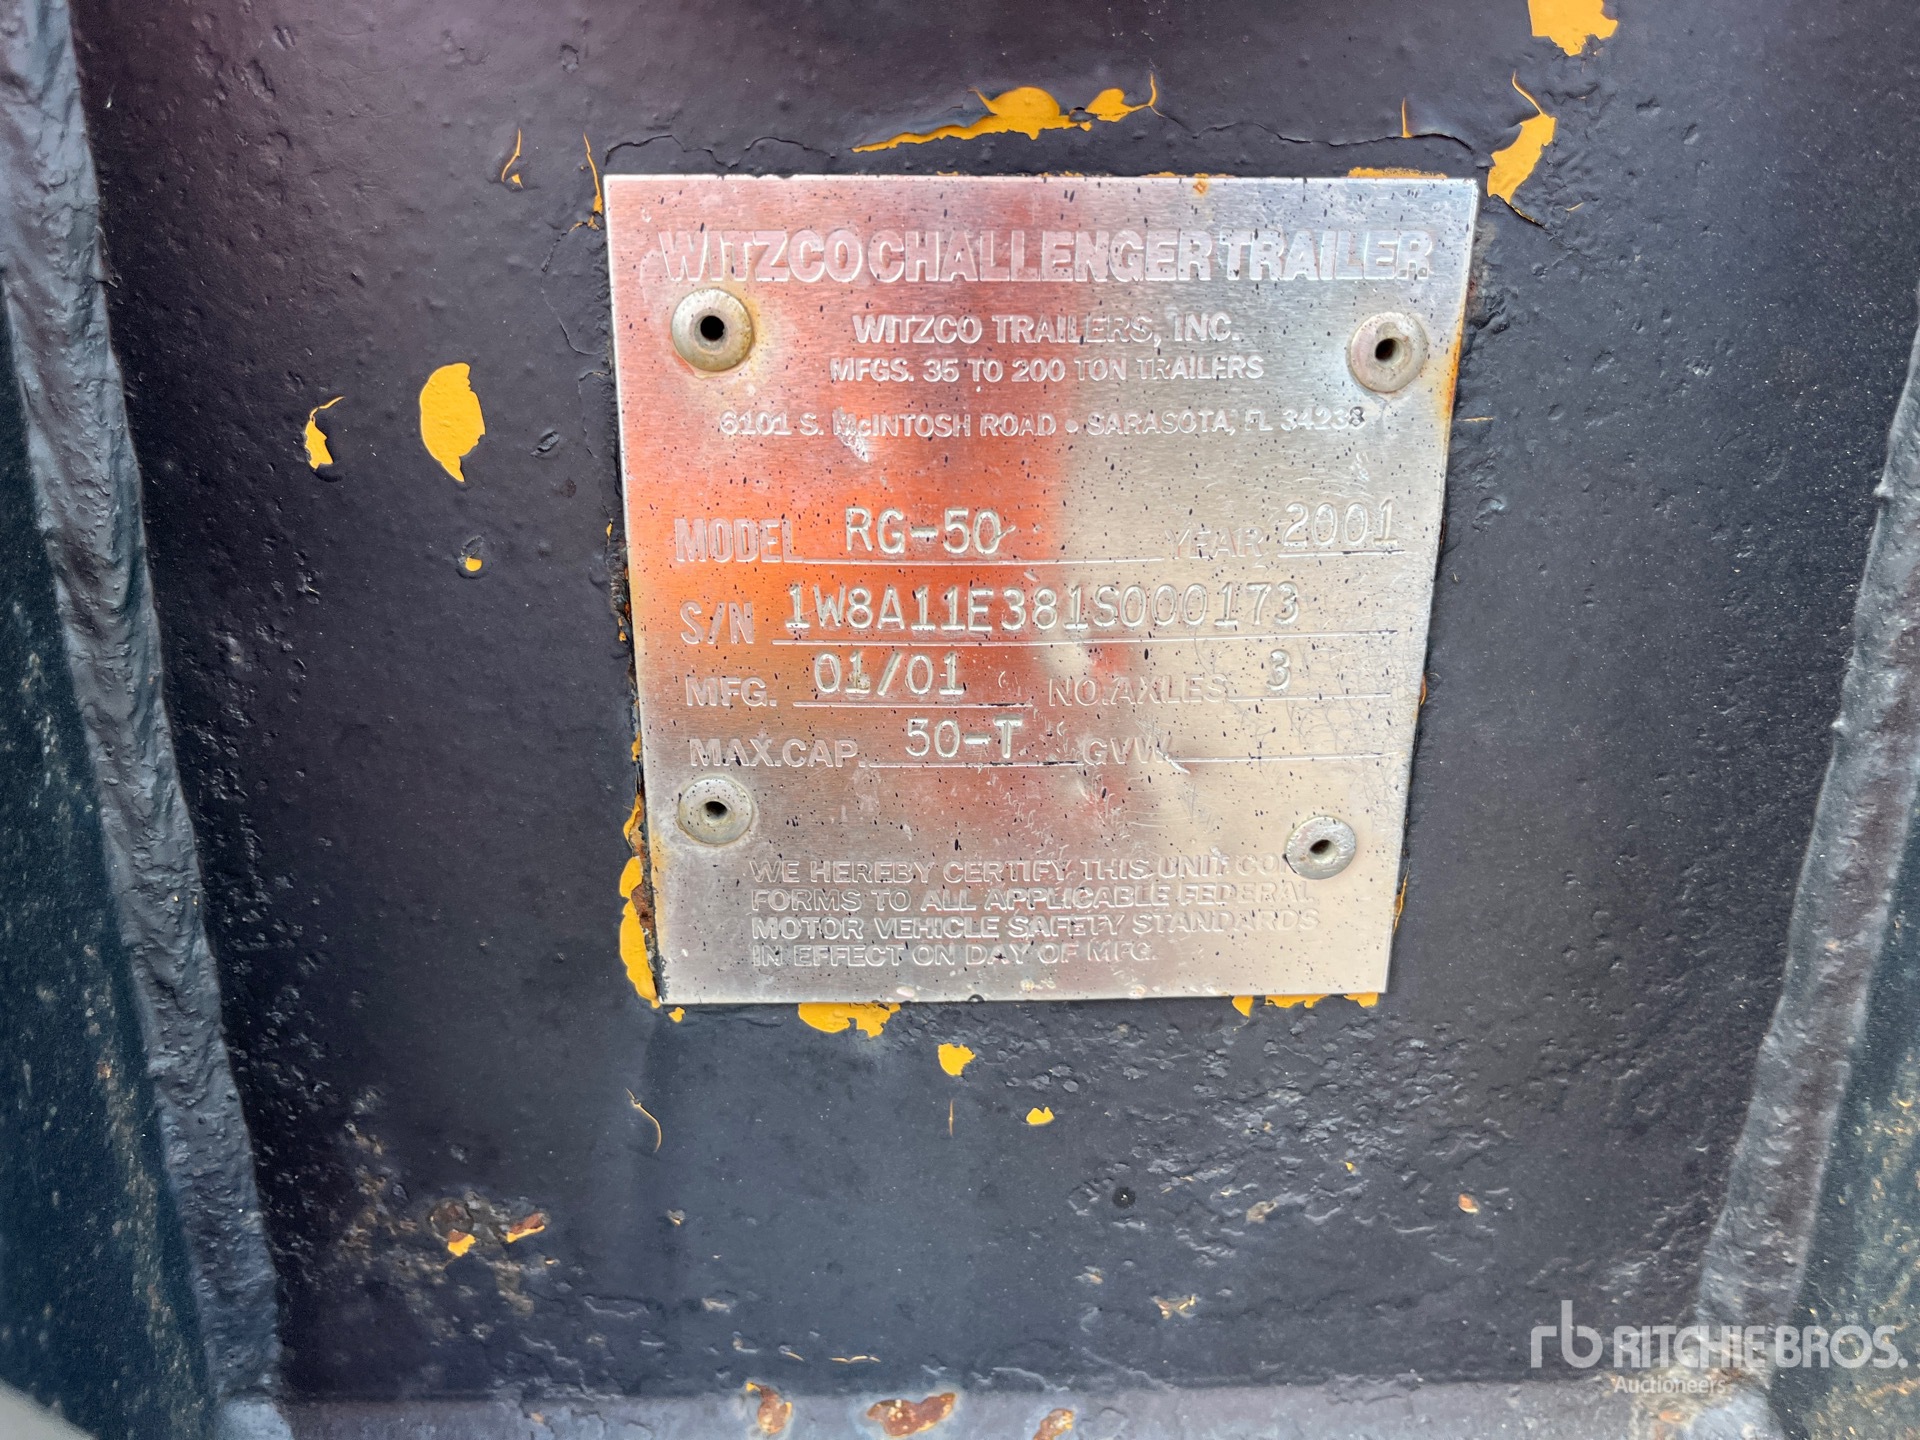 WITZCO CHALLENGER TRAILER
WITZCO TRAILERS, INC.
MFGS. 35 TO 200 TON TRAILERS
6101 S. McINTOSH ROAD • SARASOTA, FL 34238
MODEL RG-50 YEAR 2001
S/N 1W8A11E381S000173
MFG. 01/01 NO. AXLES 3
MAX. CAP. 50-T GVW
WE HEREBY CERTIFY THIS UNIT CON
FORMS TO ALL APPLICABLE FEDERAL
MOTOR VEHICLE SAFETY STANDARDS
IN EFFECT ON DAY OF MFG.
rb RITCHIE BROS.
Auctioneers